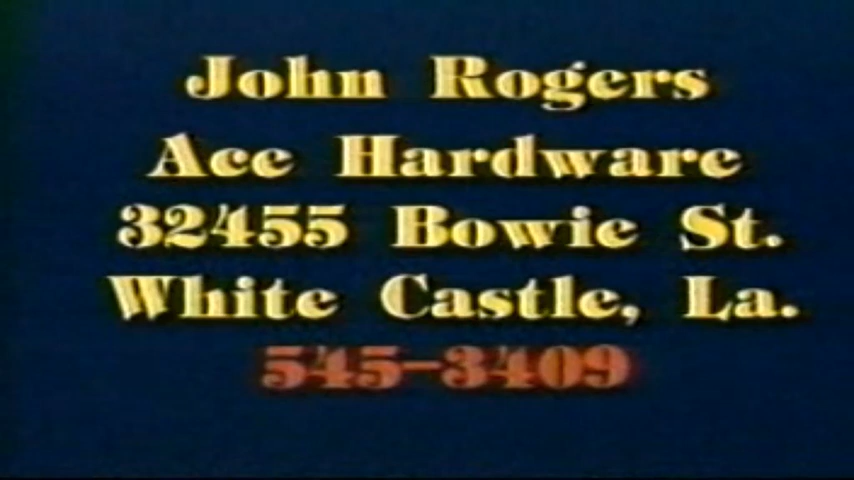 John Rogers
Ace Hardware
32455 Bowie St.
White Castle, La.
545-3409